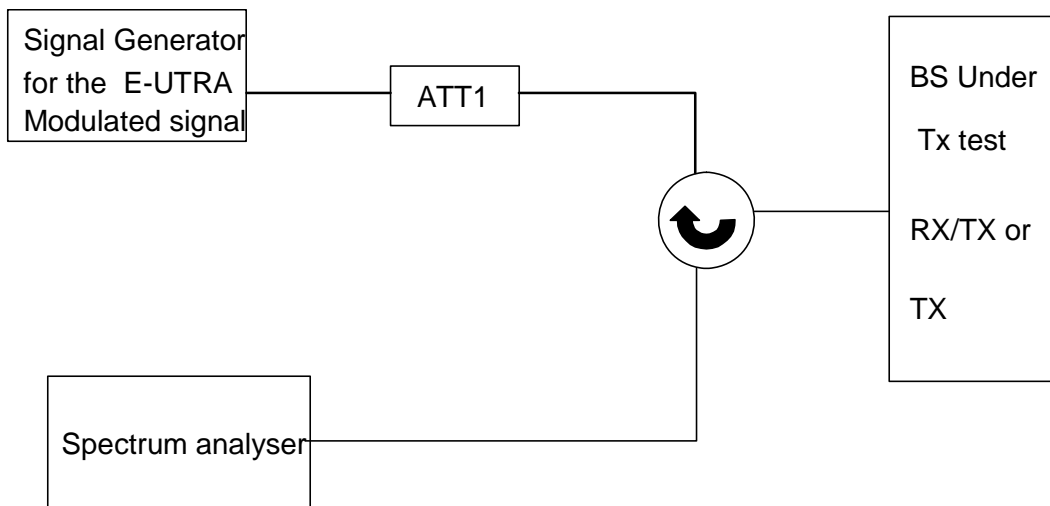 Signal Generator
for the E-UTRA
Modulated signal
ATT1
BS Under
Tx test
RX/TX or
TX
Spectrum analyser